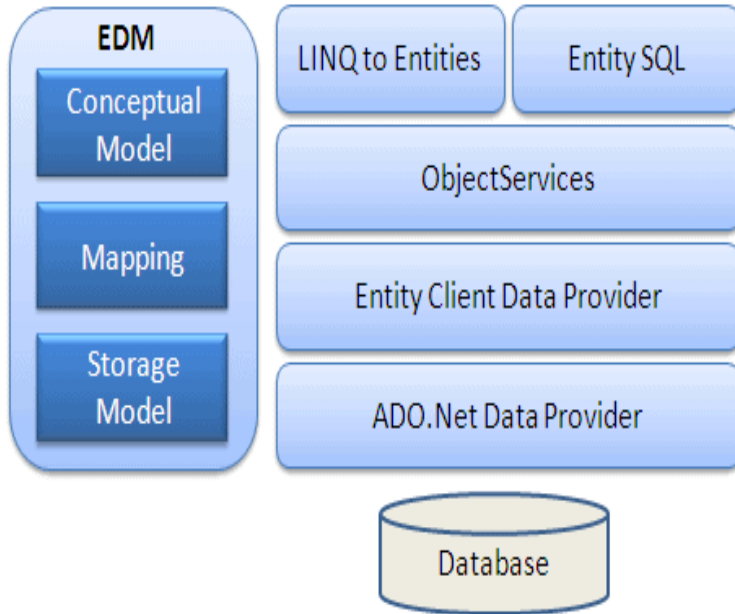 EDM
Conceptual
Model
Mapping
Storage
Model
LINQ to Entities
Entity SQL
ObjectServices
Entity Client Data Provider
ADO.Net Data Provider
Database